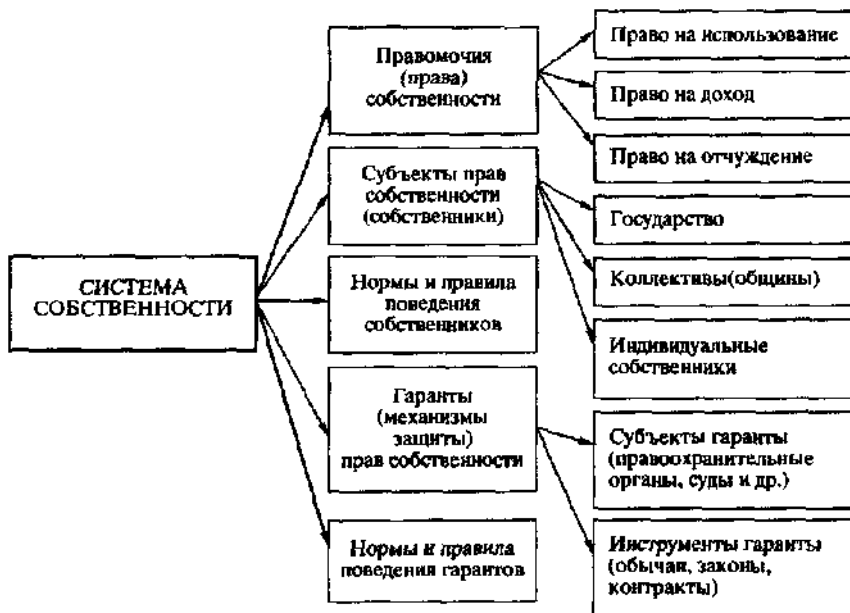 СИСТЕМА
СОБСТВЕННОСТИ
Правомочия
(права)
собственности
Субъекты прав
собственности
(собственники)
Нормы и правила
поведения
собственников
Гаранты
(механизмы
защиты)
прав собственности
Нормы и правила
поведения гарантов
Право на использование
Право на доход
Право на отчуждение
Государство
Коллективы(общины)
Индивидуальные
собственники
Субъекты гаранты
(правоохранительные
органы, суды и др.)
Инструменты гаранты
(обычаи, законы,
контракты)